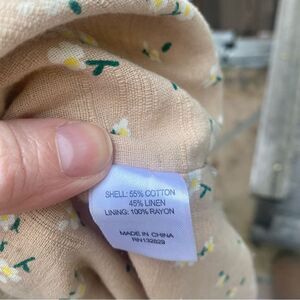 SHELL: 55% COTTON
45% LINEN
LINING: 100% RAYON
MADE IN CHINA
RN132829